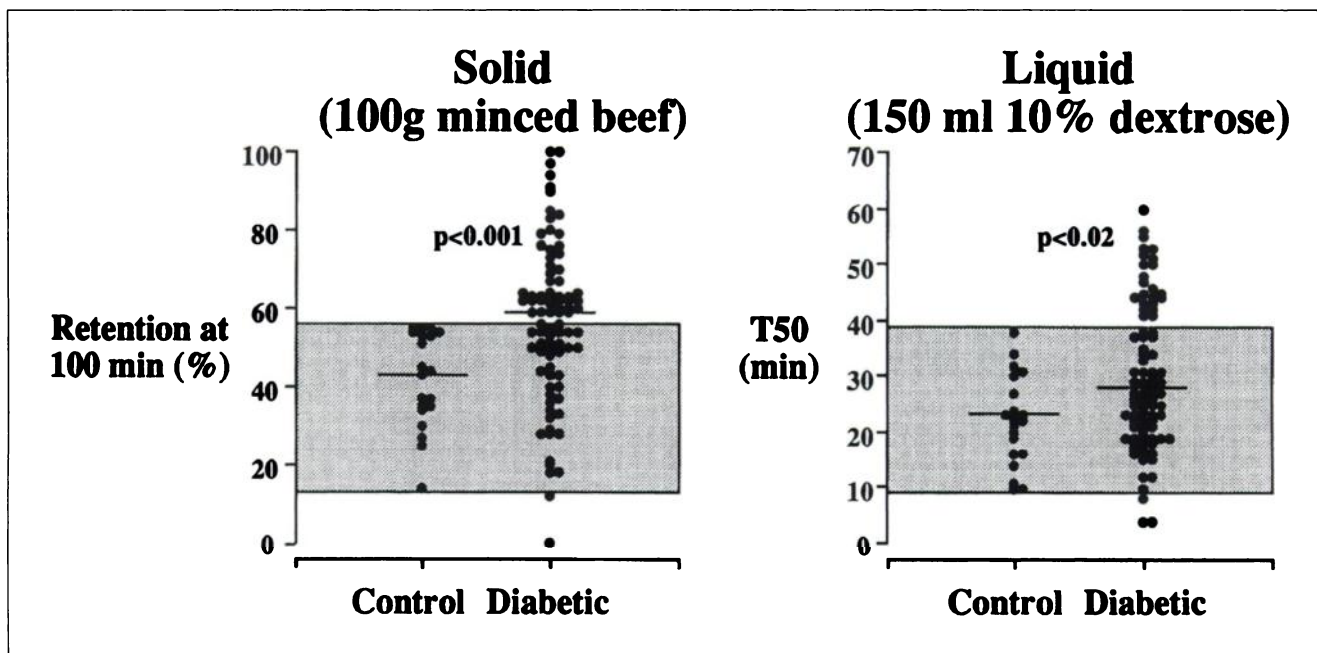 Solid
(100g minced beef)
100
80
60
40
20
0
Retention at
100 min (%)
p<0.001
Control Diabetic
Liquid
(150 ml 10% dextrose)
70
60
50
40
30
20
10
0
T50
(min)
p<0.02
Control Diabetic